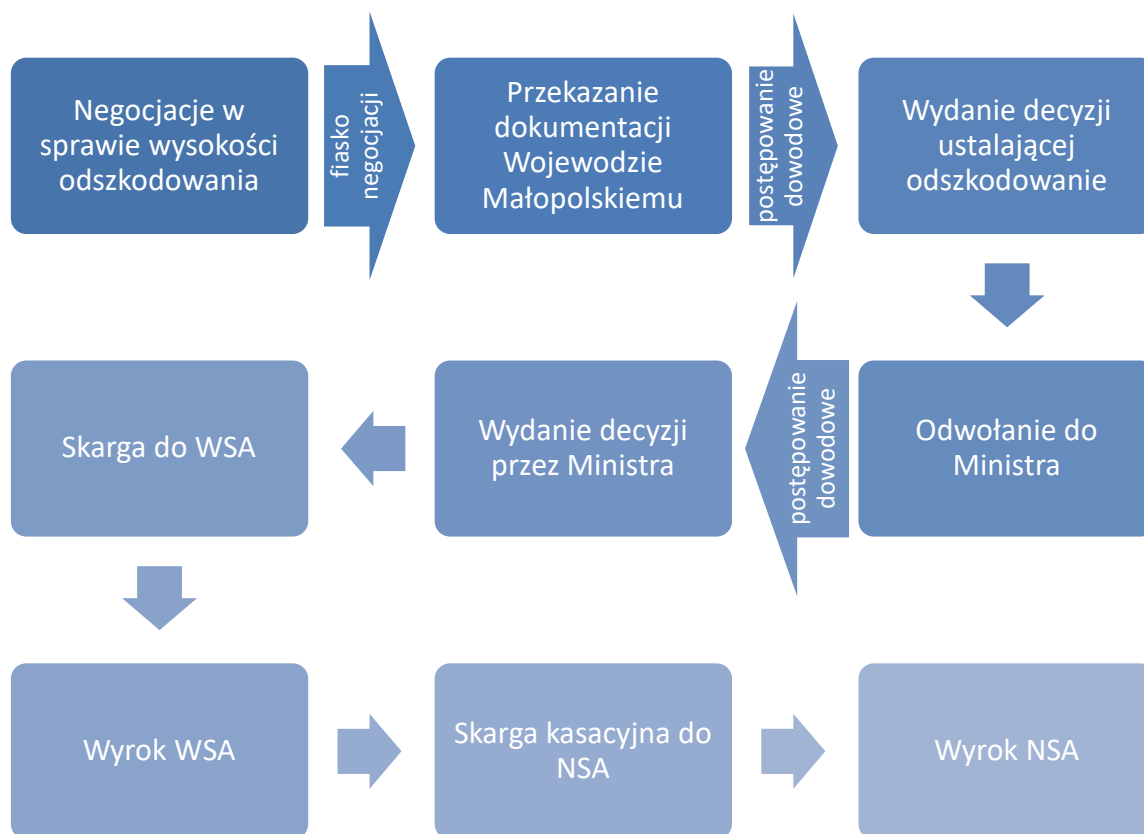 Negocjacje w
sprawie wysokości
odszkodowania
fiasko
negocjacji
Przekazanie
dokumentacji
Wojewodzie
Małopolskiemu
postępowanie
dowodowe
Wydanie decyzji
ustalającej
odszkodowanie
Odwołanie do
Ministra
postępowanie
dowodowe
Wydanie decyzji
przez Ministra
Skarga do WSA
Wyrok WSA
Skarga kasacyjna do
NSA
Wyrok NSA